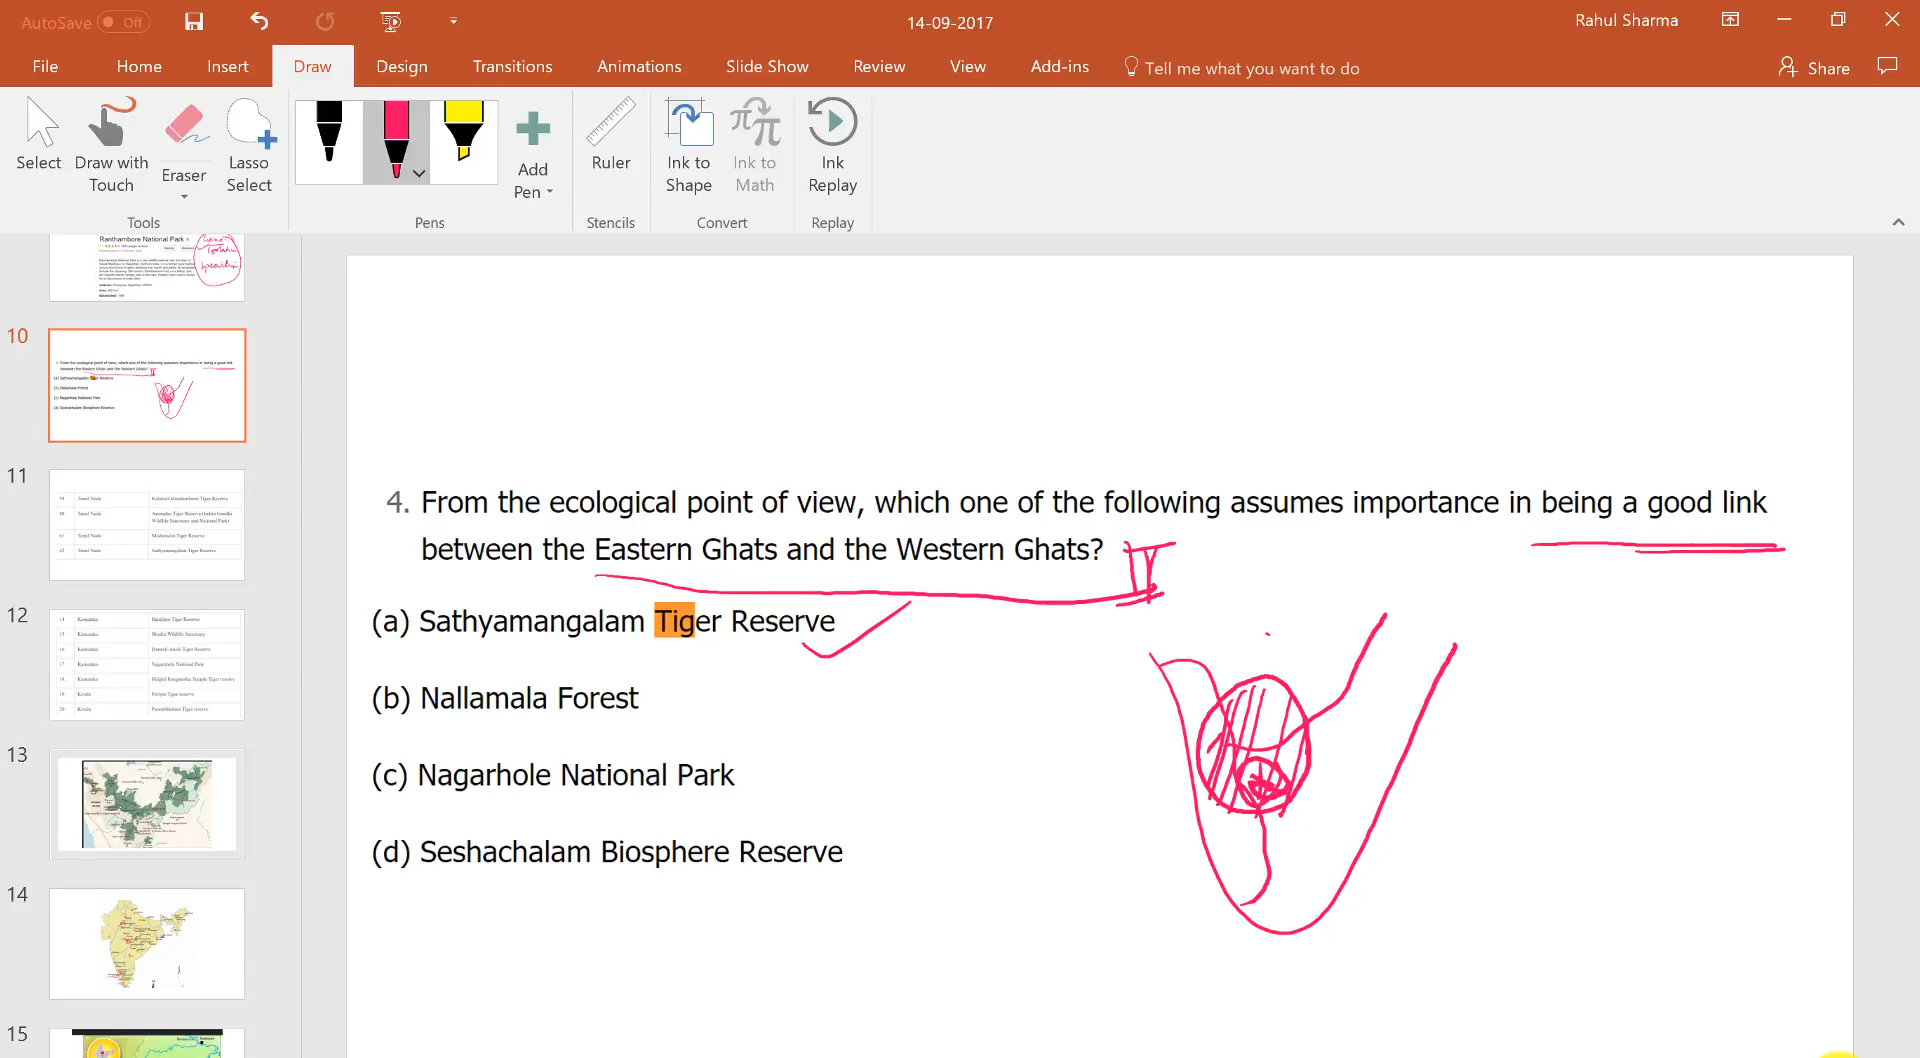 AutoSave Off
14-09-2017
Rahul Sharma
File Home Insert Draw Design Transitions Animations Slide Show Review View Add-ins Tell me what you want to do Share
Select
Draw with Touch
Eraser
Lasso Select
Tools
Pens
Add Pen
Ruler
Stencils
Ink to Shape
Ink to Math
Convert
Ink Replay
Replay
Ranthambore National Park
10
11
12
13
14
15
4. From the ecological point of view, which one of the following assumes importance in being a good link
between the Eastern Ghats and the Western Ghats?
(a) Sathyamangalam Tiger Reserve
(b) Nallamala Forest
(c) Nagarhole National Park
(d) Seshachalam Biosphere Reserve